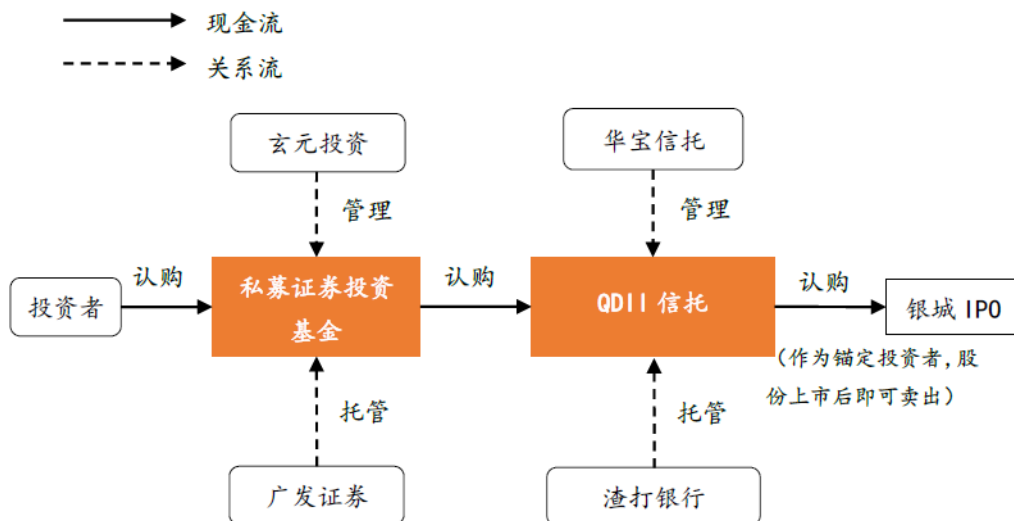 现金流
关系流
玄元投资
华宝信托
管理
管理
投资者
认购
私募证券投资
基金
认购
QDII 信托
认购
银城 IPO
（作为锚定投资者，股
份上市后即可卖出）
托管
托管
广发证券
渣打银行